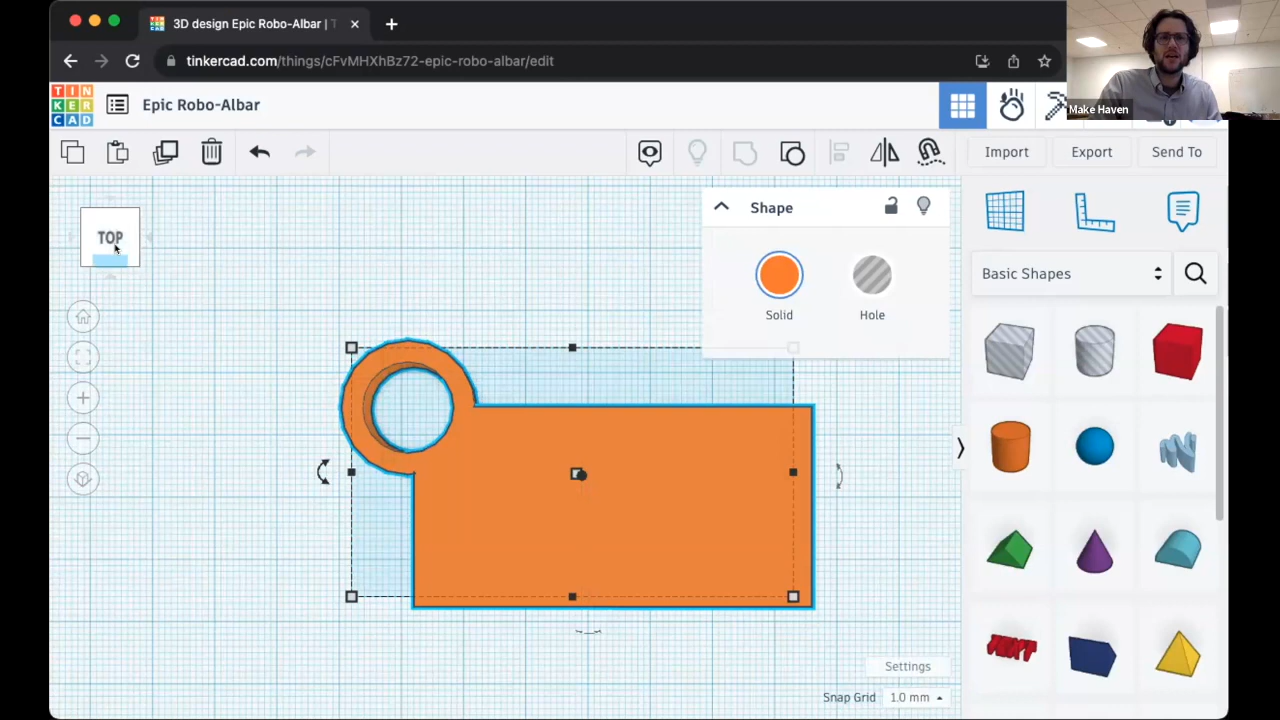 3D design Epic Robo-Albar | T
tinkercad.com/things/cFvMHXhBz72-epic-robo-albar/edit
Make Haven
TIN
KER
CAD
Epic Robo-Albar
Import
Export
Send To
TOP
Shape
Solid
Hole
Basic Shapes
TEXT
Settings
Snap Grid
1.0 mm